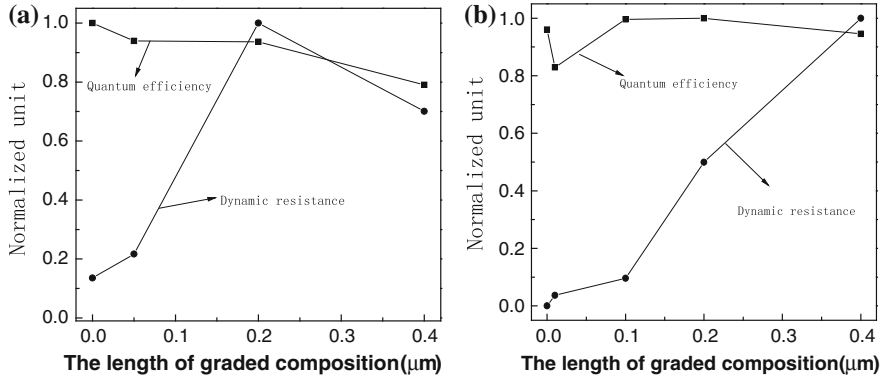 (a)
1.0
0.8
0.6
0.4
0.2
0.0
Normalized unit
Quantum efficiency
Dynamic resistance
0.0 0.1 0.2 0.3 0.4
The length of graded composition(μm)
(b)
1.0
0.8
0.6
0.4
0.2
0.0
Normalized unit
Quantum efficiency
Dynamic resistance
0.0 0.1 0.2 0.3 0.4
The length of graded composition(μm)